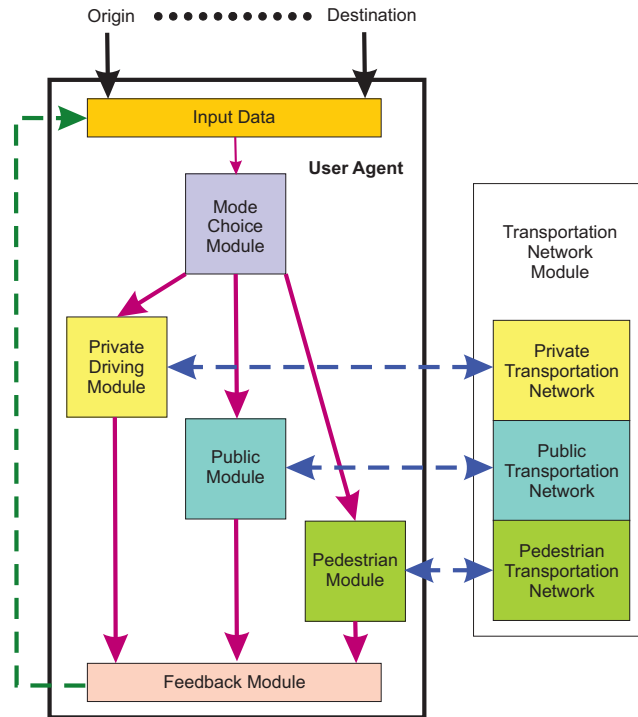 Origin
Destination
Input Data
User Agent
Mode
Choice
Module
Transportation
Network
Module
Private
Driving
Module
Private
Transportation
Network
Public
Module
Public
Transportation
Network
Pedestrian
Module
Pedestrian
Transportation
Network
Feedback Module